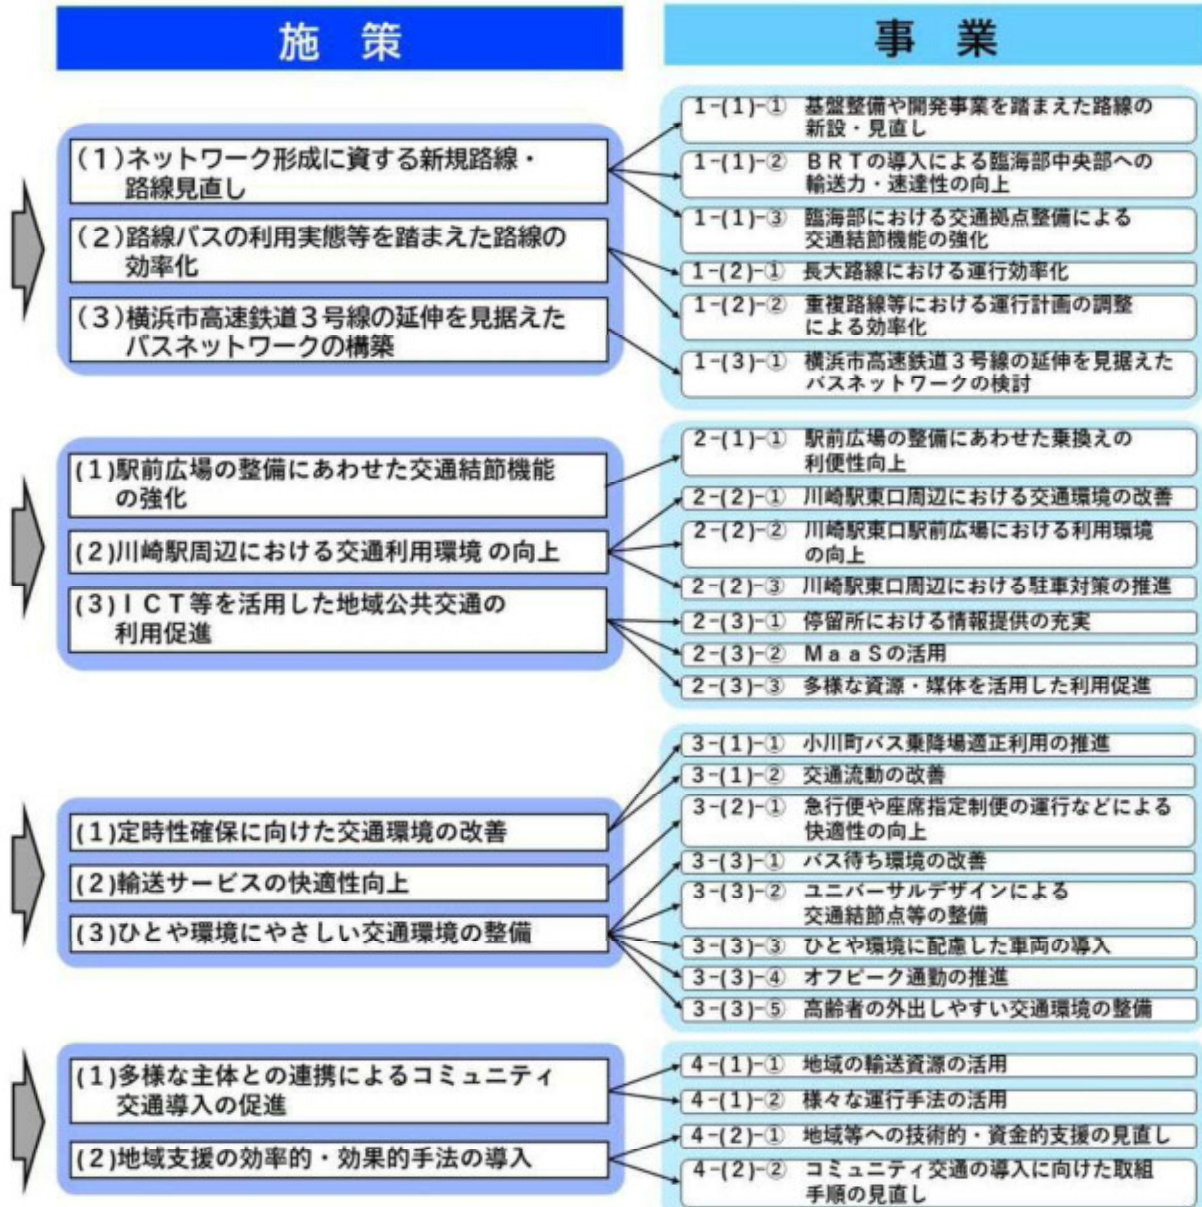 施 策
事 業
(1)ネットワーク形成に資する新規路線・
路線見直し
(2)路線バスの利用実態等を踏まえた路線の
効率化
(3)横浜市高速鉄道3号線の延伸を見据えた
バスネットワークの構築
1-(1)-① 基盤整備や開発事業を踏まえた路線の
新設・見直し
1-(1)-② BRTの導入による臨海部中央部への
輸送力・速達性の向上
1-(1)-③ 臨海部における交通拠点整備による
交通結節機能の強化
1-(2)-① 長大路線における運行効率化
1-(2)-② 重複路線等における運行計画の調整
による効率化
1-(3)-① 横浜市高速鉄道3号線の延伸を見据えた
バスネットワークの検討
(1)駅前広場の整備にあわせた交通結節機能
の強化
(2)川崎駅周辺における交通利用環境 の向上
(3)ICT等を活用した地域公共交通の
利用促進
2-(1)-① 駅前広場の整備にあわせた乗換えの
利便性向上
2-(2)-① 川崎駅東口周辺における交通環境の改善
2-(2)-② 川崎駅東口駅前広場における利用環境
の向上
2-(2)-③ 川崎駅東口周辺における駐車対策の推進
2-(3)-① 停留所における情報提供の充実
2-(3)-② MaaSの活用
2-(3)-③ 多様な資源・媒体を活用した利用促進
(1)定時性確保に向けた交通環境の改善
(2)輸送サービスの快適性向上
(3)ひとや環境にやさしい交通環境の整備
3-(1)-① 小川町バス乗降場適正利用の推進
3-(1)-② 交通流動の改善
3-(2)-① 急行便や座席指定制便の運行などによる
快適性の向上
3-(3)-① バス待ち環境の改善
3-(3)-② ユニバーサルデザインによる
交通結節点等の整備
3-(3)-③ ひとや環境に配慮した車両の導入
3-(3)-④ オフピーク通勤の推進
3-(3)-⑤ 高齢者の外出しやすい交通環境の整備
(1)多様な主体との連携によるコミュニティ
交通導入の促進
(2)地域支援の効率的・効果的手法の導入
4-(1)-① 地域の輸送資源の活用
4-(1)-② 様々な運行手法の活用
4-(2)-① 地域等への技術的・資金的支援の見直し
4-(2)-② コミュニティ交通の導入に向けた取組
手順の見直し